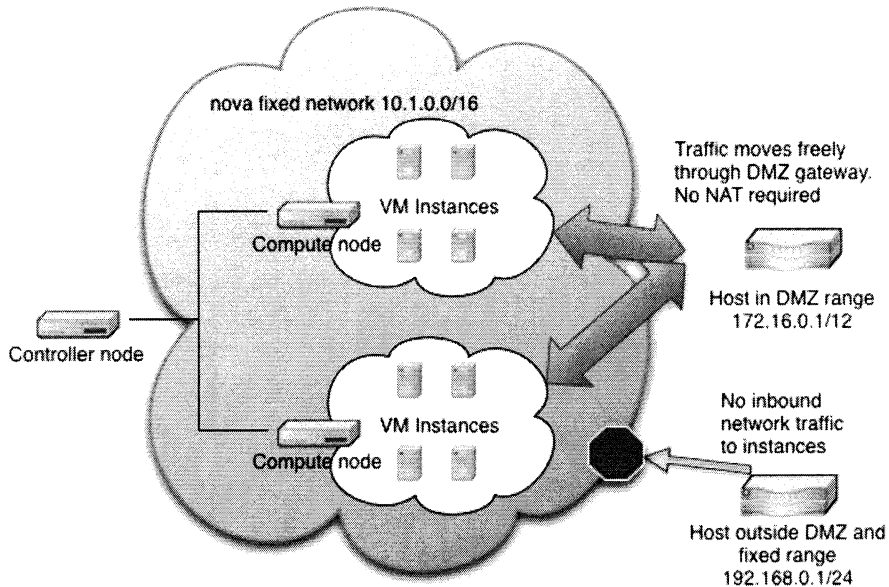 nova fixed network 10.1.0.0/16
VM Instances
Compute node
Controller node
VM Instances
Compute node
Traffic moves freely
through DMZ gateway.
No NAT required
Host in DMZ range
172.16.0.1/12
No inbound
network traffic
to instances
Host outside DMZ and
fixed range
192.168.0.1/24